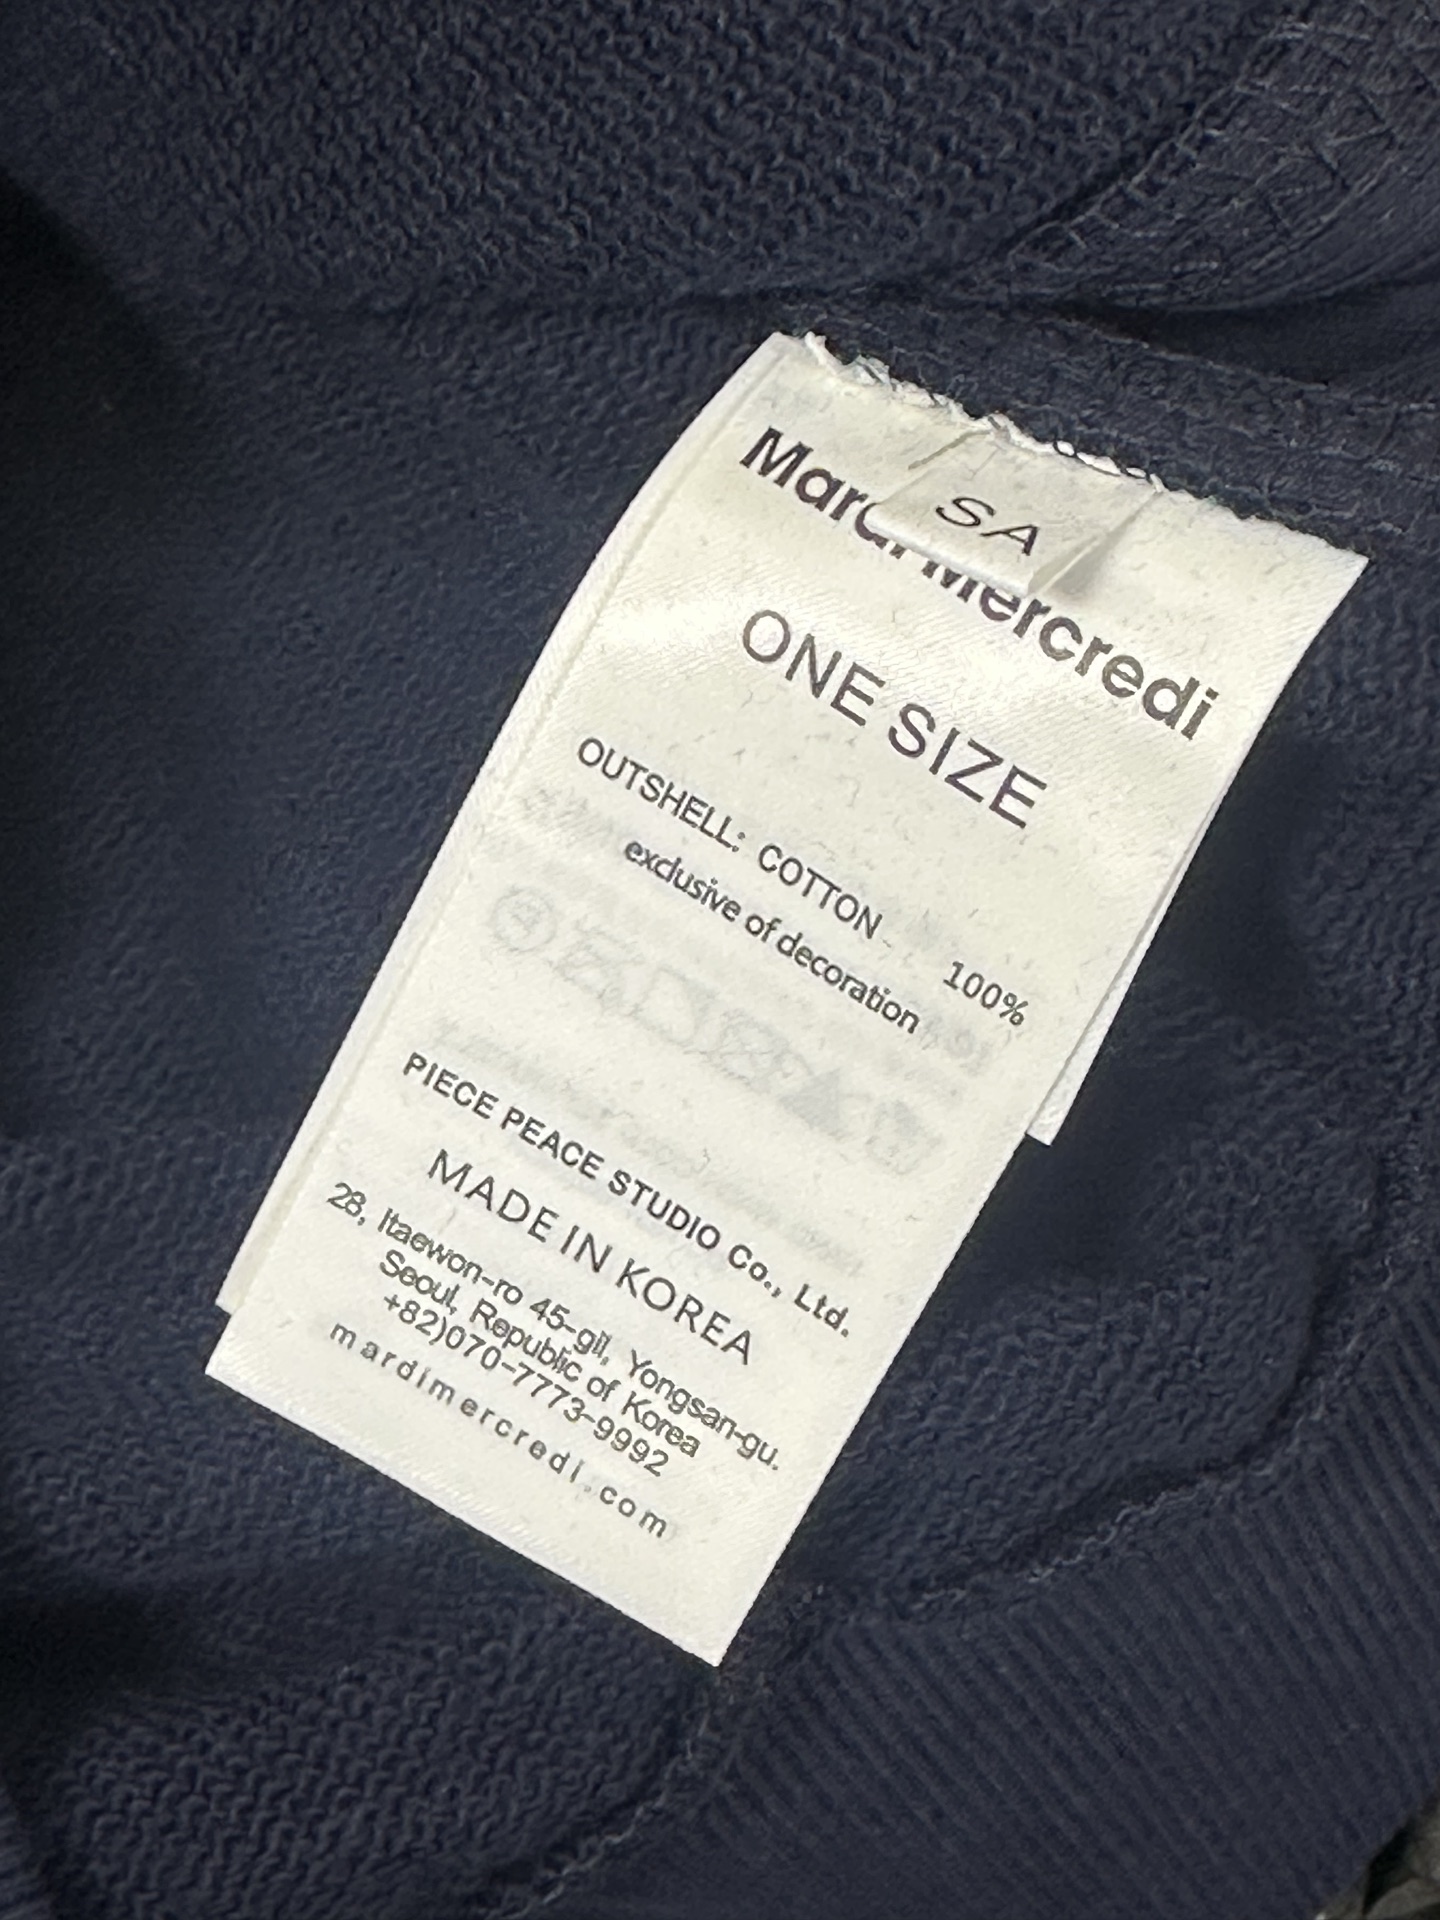 SA
Mardi Mercredi
ONE SIZE
OUTSHELL: COTTON 100%
exclusive of decoration
PIECE PEACE STUDIO Co., Ltd.
MADE IN KOREA
28, Itaewon-ro 45-gil, Yongsan-gu.
Seoul, Republic of Korea
+82)070-7773-9992
mardimercredi.com